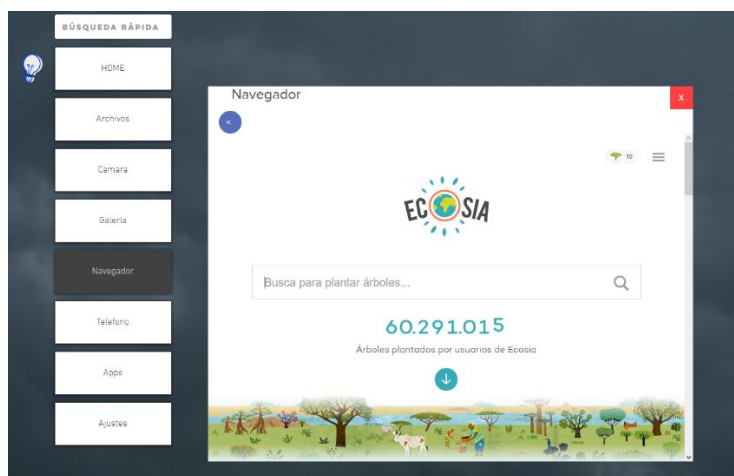 BÚSQUEDA RÁPIDA
HOME
Archivos
Camara
Galeria
Navegador
Telefono
Apps
Ajustes
Navegador
X
<
10
ECOSIA
Busca para plantar árboles...
60.291.015
Árboles plantados por usuarios de Ecosia